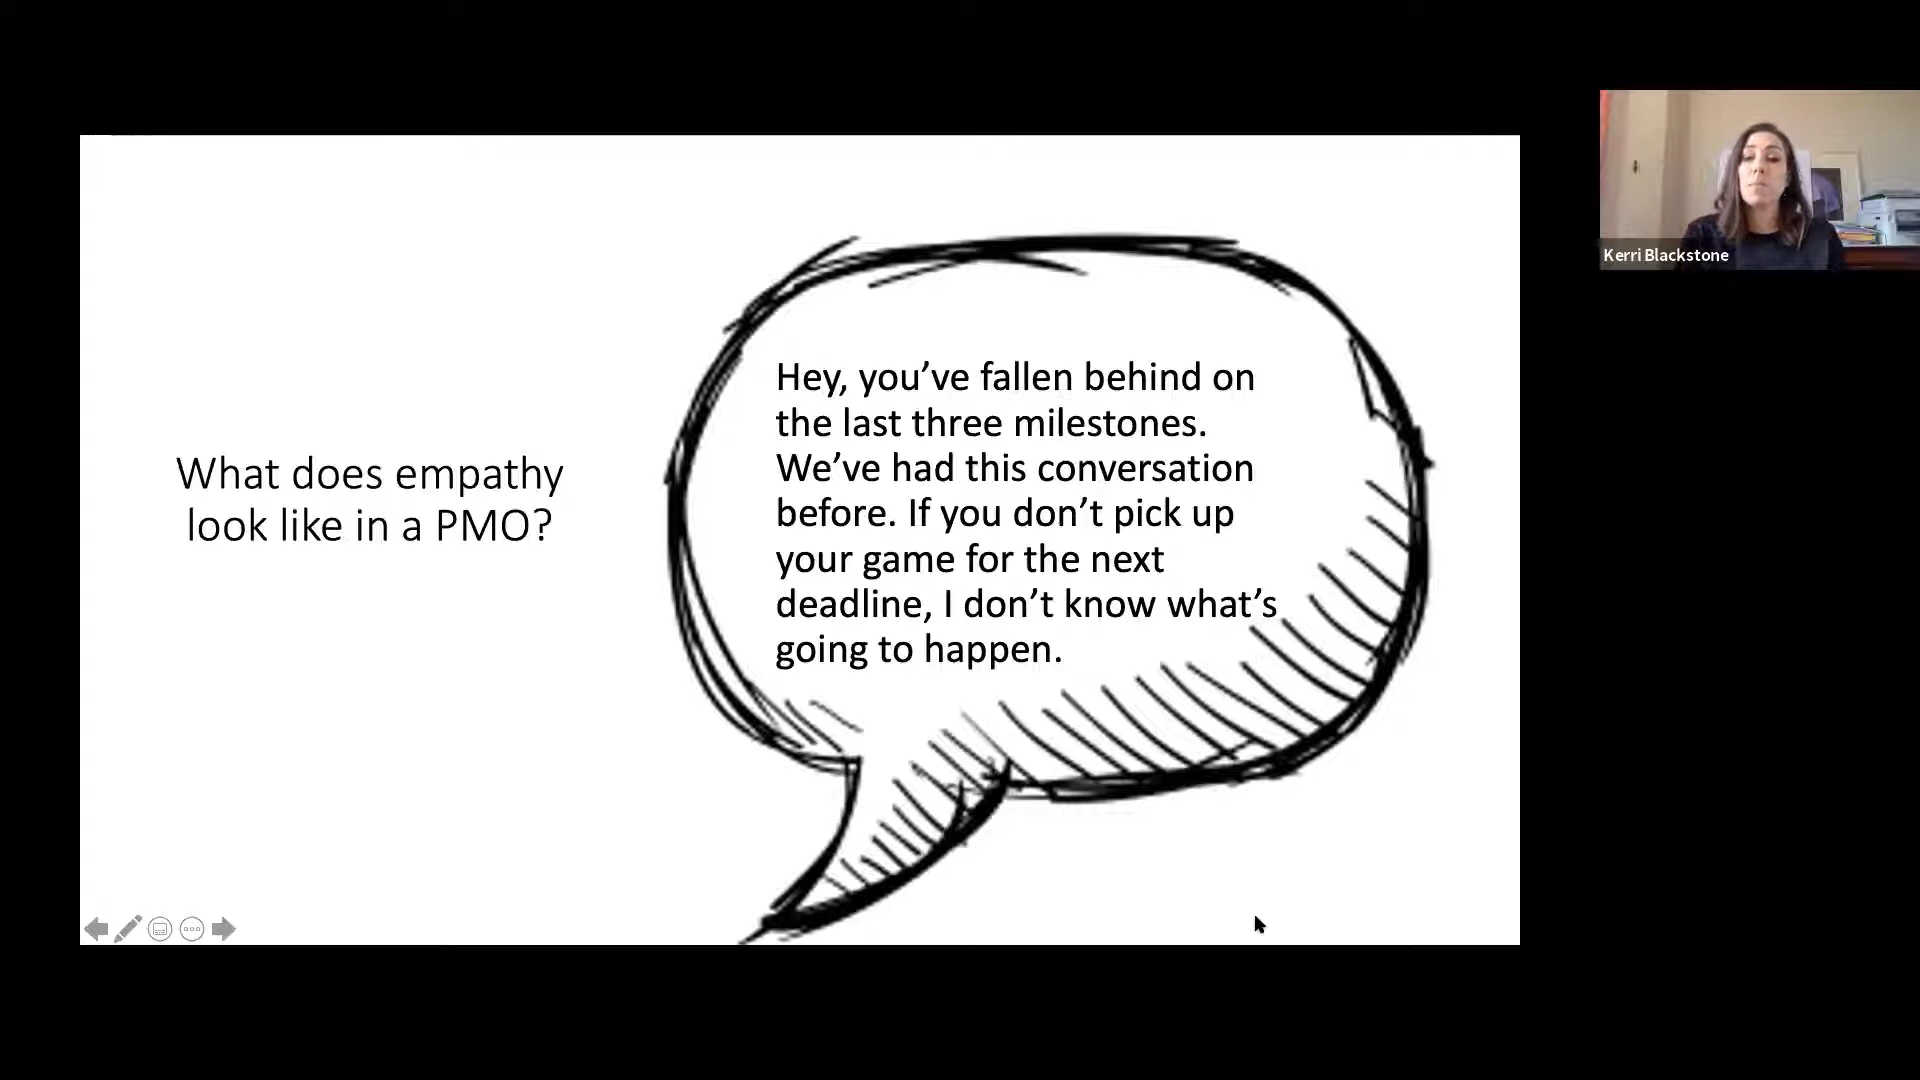 What does empathy
look like in a PMO?
Hey, you’ve fallen behind on
the last three milestones.
We’ve had this conversation
before. If you don’t pick up
your game for the next
deadline, I don’t know what’s
going to happen.
Kerri Blackstone